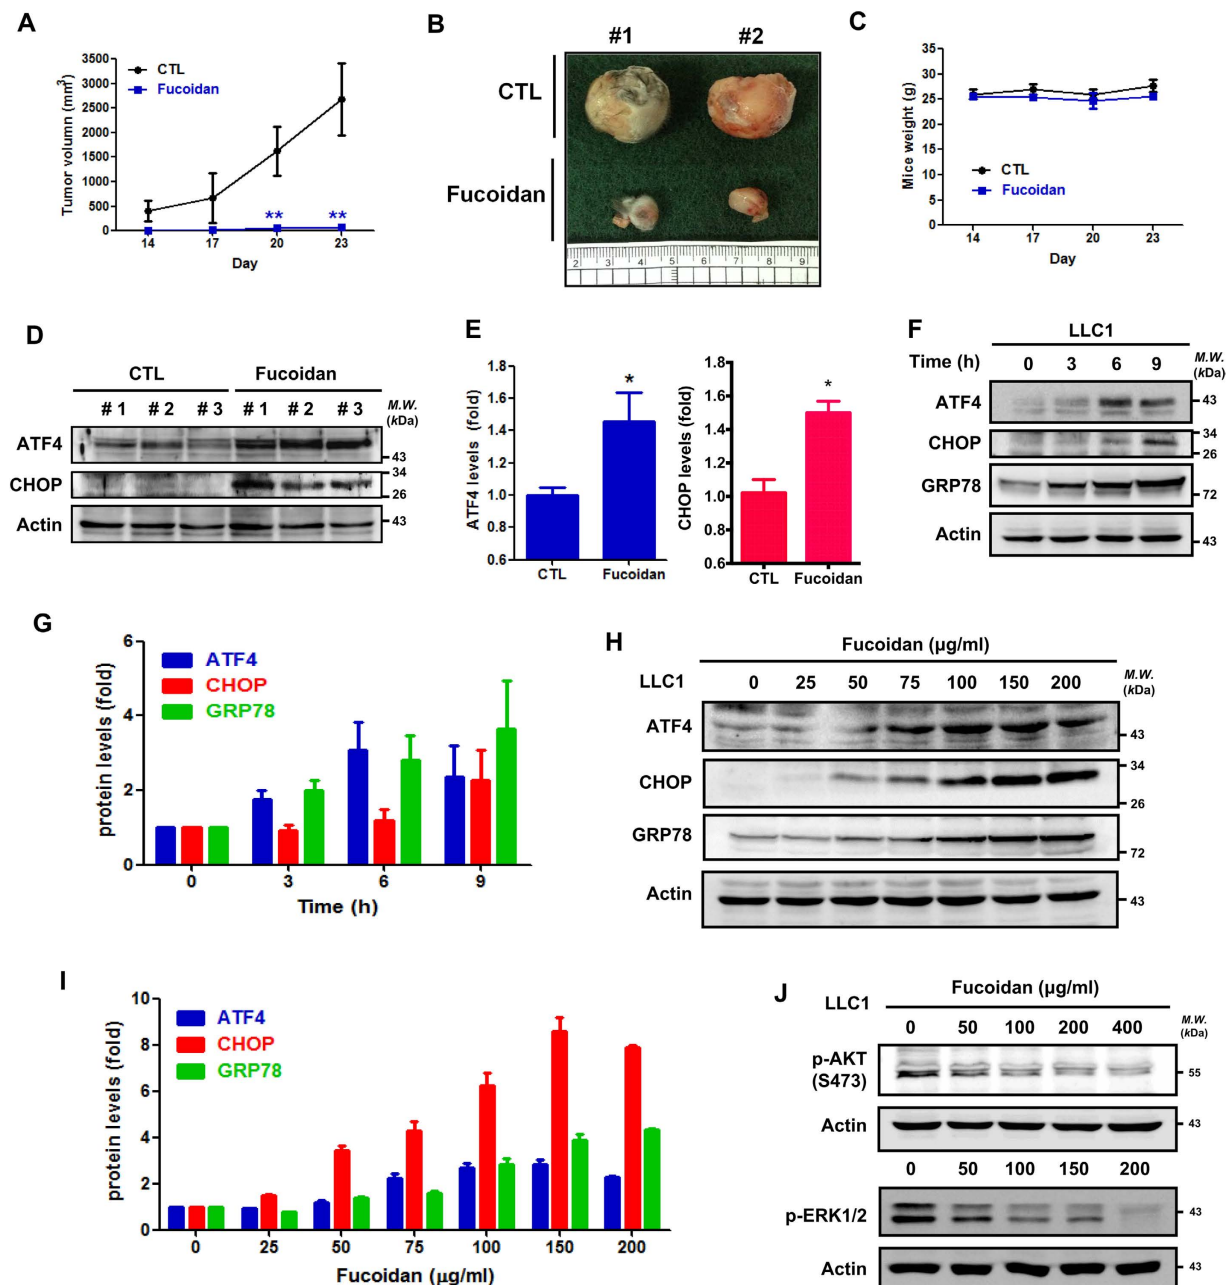 A
Tumor volumn (mm³)
3500
3000
2500
2000
1500
1000
500
0
CTL
Fucoidan
**
**
14 17 20 23
Day
B
#1 #2
CTL
Fucoidan
2 3 4 5 6 7 8 9
C
Mice weight (g)
35
30
25
20
15
10
5
0
CTL
Fucoidan
14 17 20 23
Day
D
CTL Fucoidan
# 1 # 2 # 3 # 1 # 2 # 3
M.W.
(kDa)
ATF4
43
CHOP
34
26
Actin
43
E
ATF4 levels (fold)
1.8
1.6
1.4
1.2
1.0
0.8
0.6
*
CTL Fucoidan
CHOP levels (fold)
1.8
1.6
1.4
1.2
1.0
0.8
0.6
*
CTL Fucoidan
F
LLC1
Time (h) 0 3 6 9
M.W.
(kDa)
ATF4
43
CHOP
34
26
GRP78
72
Actin
43
G
protein levels (fold)
6
4
2
0
ATF4
CHOP
GRP78
0 3 6 9
Time (h)
H
Fucoidan (μg/ml)
LLC1 0 25 50 75 100 150 200
M.W.
(kDa)
ATF4
43
CHOP
34
26
GRP78
72
Actin
43
I
protein levels (fold)
10
8
6
4
2
0
ATF4
CHOP
GRP78
0 25 50 75 100 150 200
Fucoidan (μg/ml)
J
Fucoidan (μg/ml)
LLC1
0 50 100 200 400
M.W.
(kDa)
p-AKT
(S473)
55
Actin
43
0 50 100 150 200
p-ERK1/2
43
Actin
43